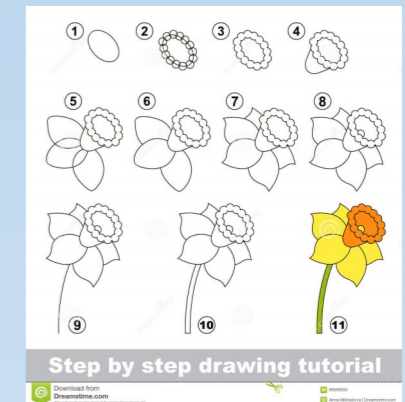 1 2 3 4
5 6 7 8
9 10 11
Step by step drawing tutorial
Download from
Dreamstime.com